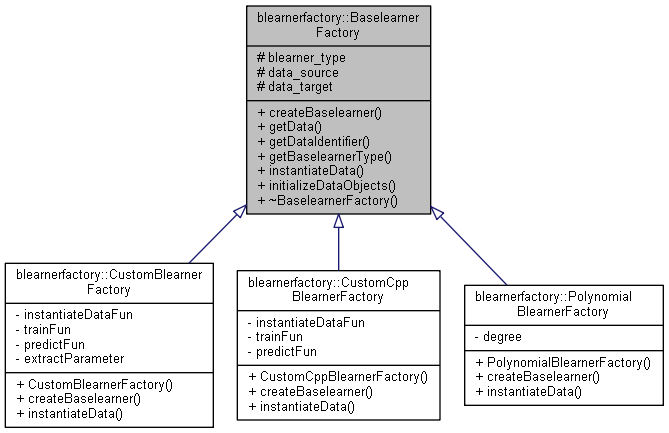 blearnerfactory::Baselearner
Factory
# blearner_type
# data_source
# data_target
+ createBaselearner()
+ getData()
+ getDataIdentifier()
+ getBaselearnerType()
+ instantiateData()
+ initializeDataObjects()
+ ~BaselearnerFactory()
blearnerfactory::CustomBlearner
Factory
- instantiateDataFun
- trainFun
- predictFun
- extractParameter
+ CustomBlearnerFactory()
+ createBaselearner()
+ instantiateData()
blearnerfactory::CustomCpp
BlearnerFactory
- instantiateDataFun
- trainFun
- predictFun
+ CustomCppBlearnerFactory()
+ createBaselearner()
+ instantiateData()
blearnerfactory::Polynomial
BlearnerFactory
- degree
+ PolynomialBlearnerFactory()
+ createBaselearner()
+ instantiateData()